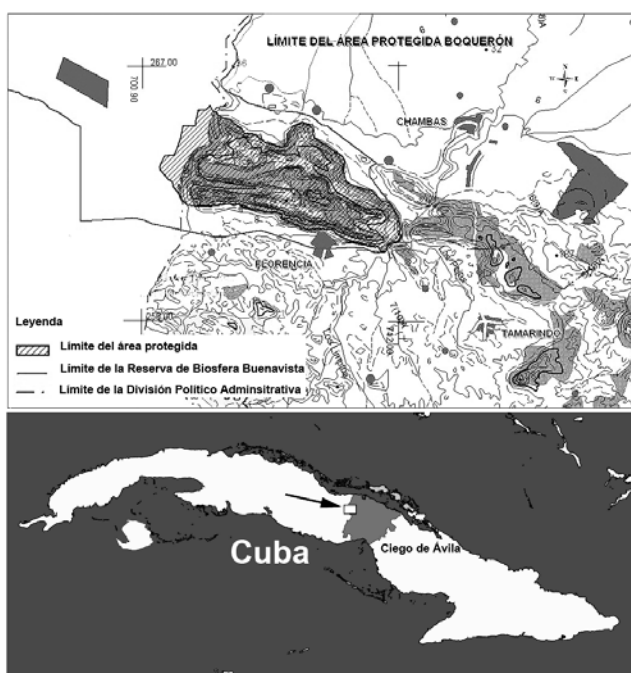 LÍMITE DEL ÁREA PROTEGIDA BOQUERÓN
267.00
700.90
CHAMBAS
FLORENCIA
TAMARINDO
Leyenda
Límite del área protegida
Límite de la Reserva de Biosfera Buenavista
Límite de la División Político Adminsitrativa
Cuba
Ciego de Ávila